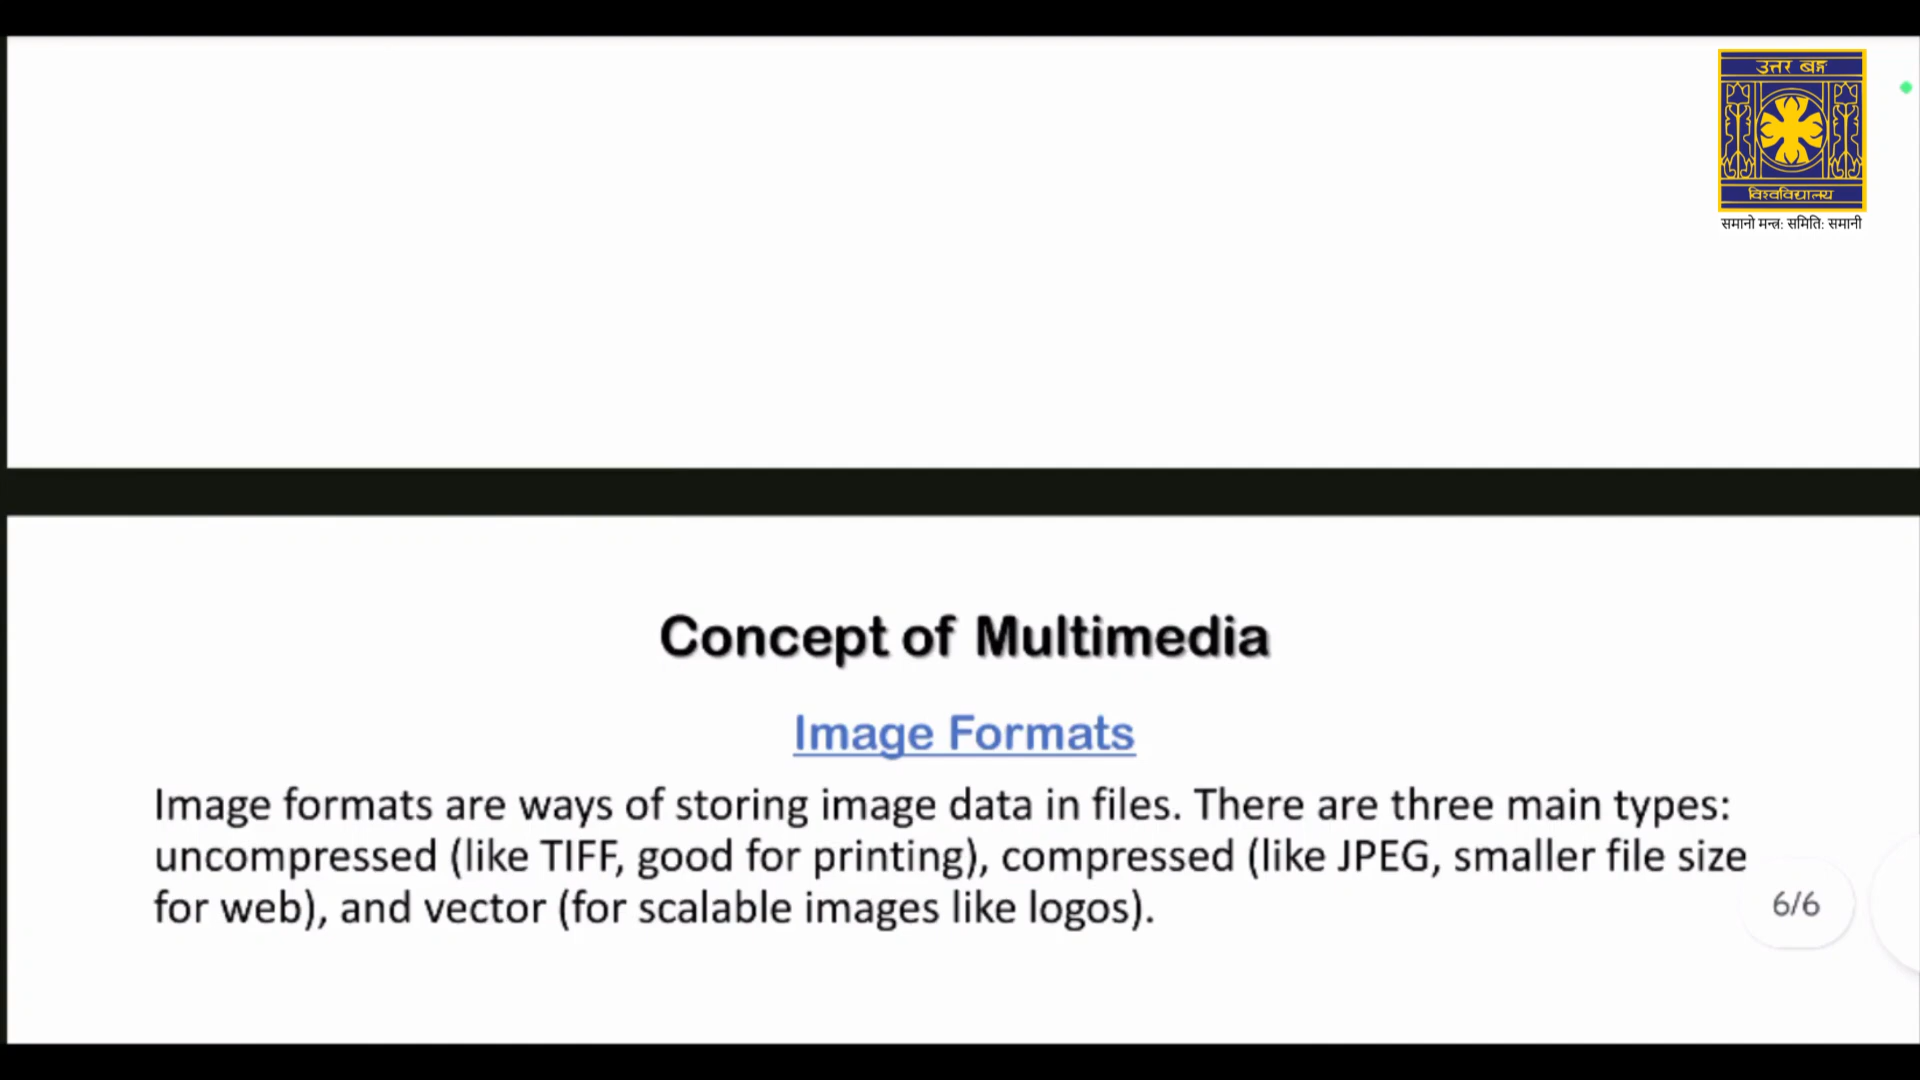 उत्तर बङ्ग
विश्वविद्यालय
समानो मन्त्र: समिति: समानी
Concept of Multimedia
Image Formats
Image formats are ways of storing image data in files. There are three main types:
uncompressed (like TIFF, good for printing), compressed (like JPEG, smaller file size
for web), and vector (for scalable images like logos).
6/6